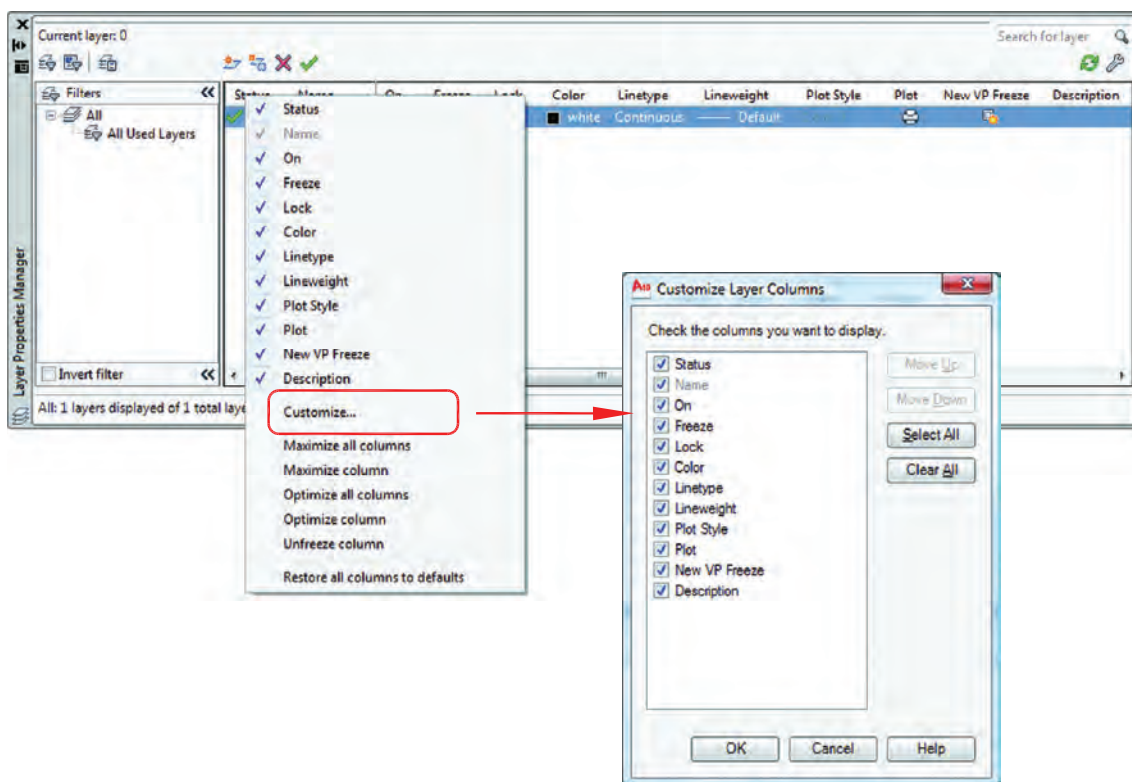 Current layer: 0
Search for layer
Filters
All
All Used Layers
Invert filter
All: 1 layers displayed of 1 total laye
Layer Properties Manager
Status Name On Freeze Lock Color Linetype Lineweight Plot Style Plot New VP Freeze Description
white Continuous Default
Status
Name
On
Freeze
Lock
Color
Linetype
Lineweight
Plot Style
Plot
New VP Freeze
Description
Customize...
Maximize all columns
Maximize column
Optimize all columns
Optimize column
Unfreeze column
Restore all columns to defaults
Customize Layer Columns
Check the columns you want to display.
Status
Name
On
Freeze
Lock
Color
Linetype
Lineweight
Plot Style
Plot
New VP Freeze
Description
Move Up
Move Down
Select All
Clear All
OK
Cancel
Help